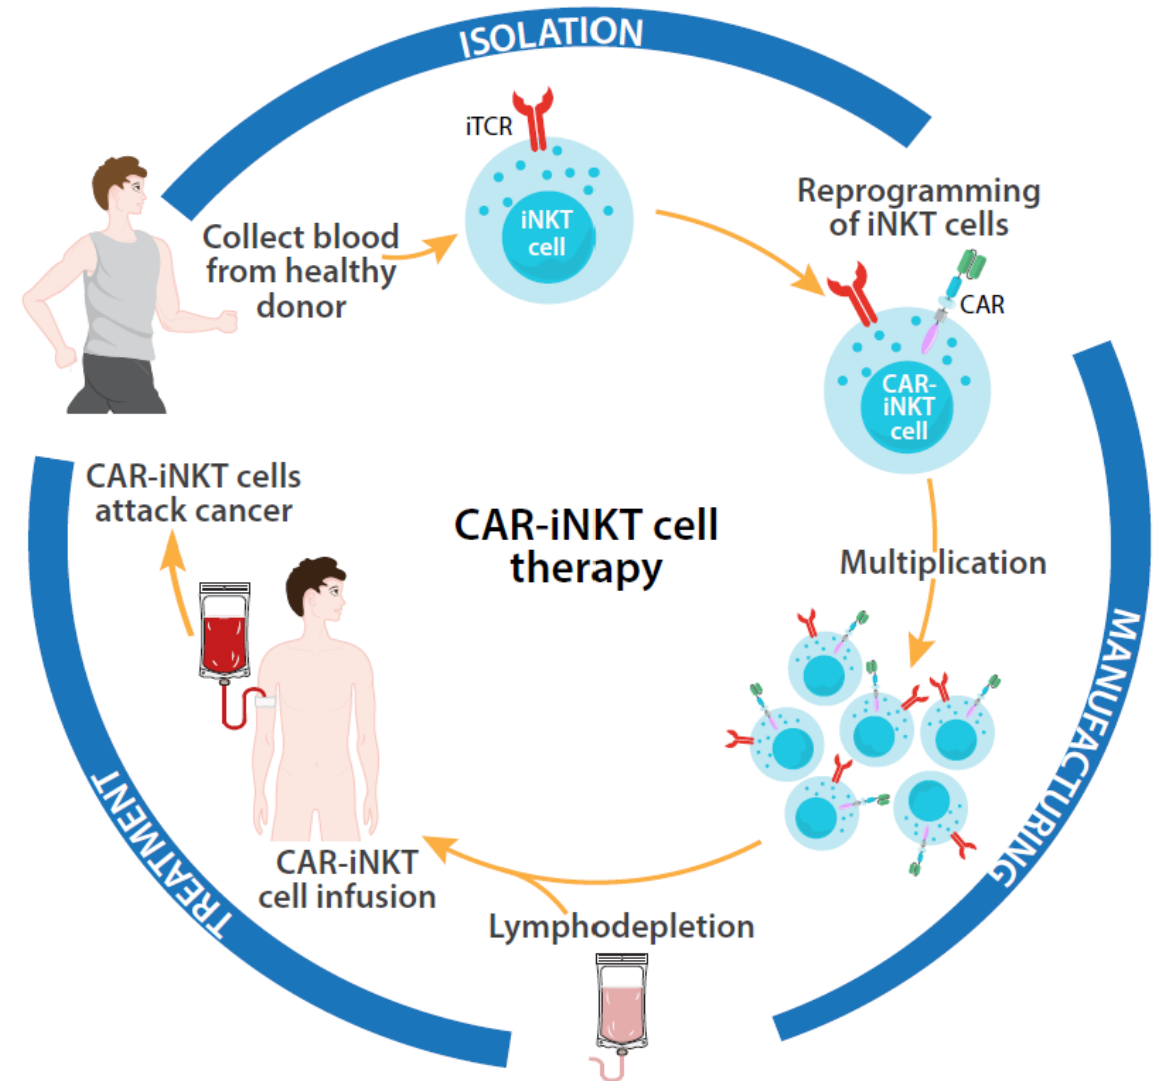 ISOLATION
iTCR
iNKT
cell
Collect blood
from healthy
donor
Reprogramming
of iNKT cells
CAR
CAR-
iNKT
cell
MANUFACTURING
Multiplication
CAR-iNKT cell
therapy
Lymphodepletion
CAR-iNKT
cell infusion
TREATMENT
CAR-iNKT cells
attack cancer